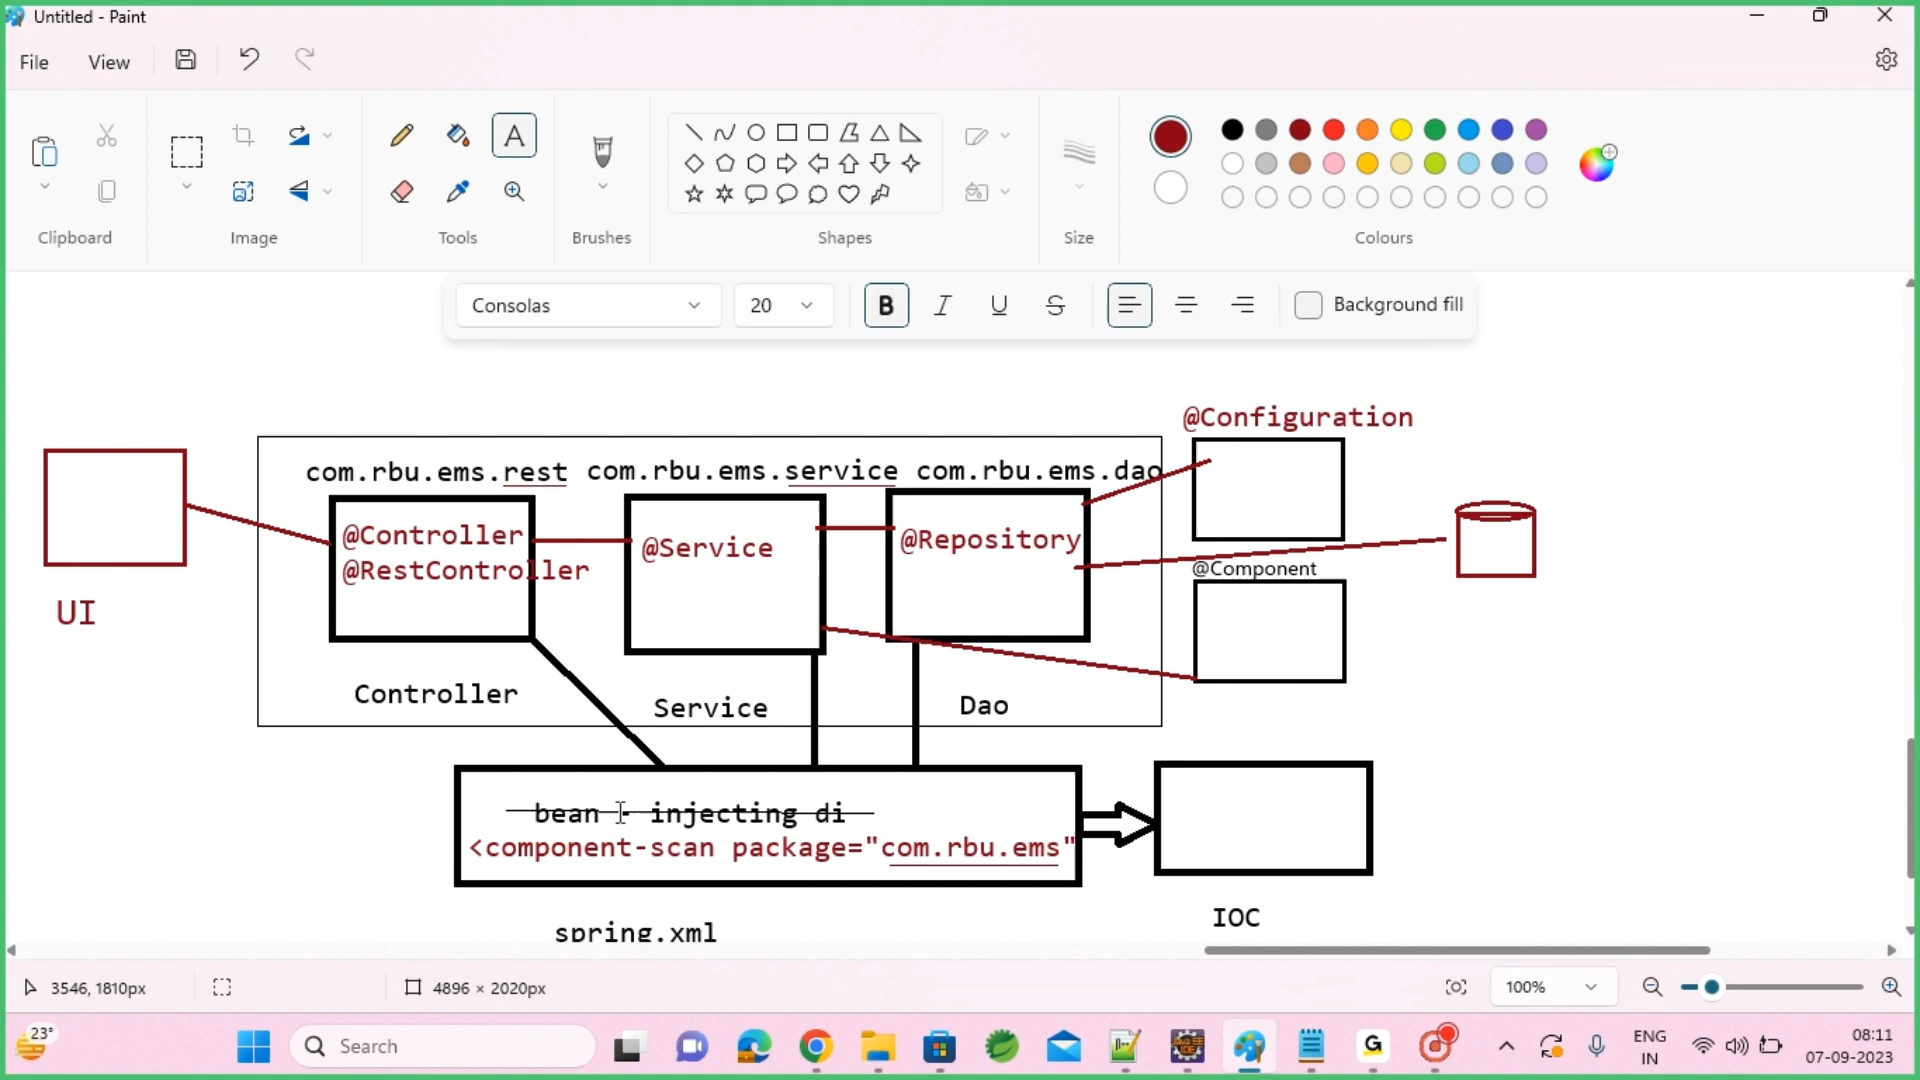 Untitled - Paint
File
View
Clipboard
Image
Tools
Brushes
Shapes
Size
Colours
Consolas
20
B
I
U
S
Background fill
@Configuration
com.rbu.ems.rest
com.rbu.ems.service
com.rbu.ems.dao
@Controller
@RestController
@Service
@Repository
@Component
UI
Controller
Service
Dao
bean - injecting di
<component-scan package="com.rbu.ems"
spring.xml
IOC
3546, 1810px
4896 × 2020px
100%
23°
Search
ENG
IN
08:11
07-09-2023